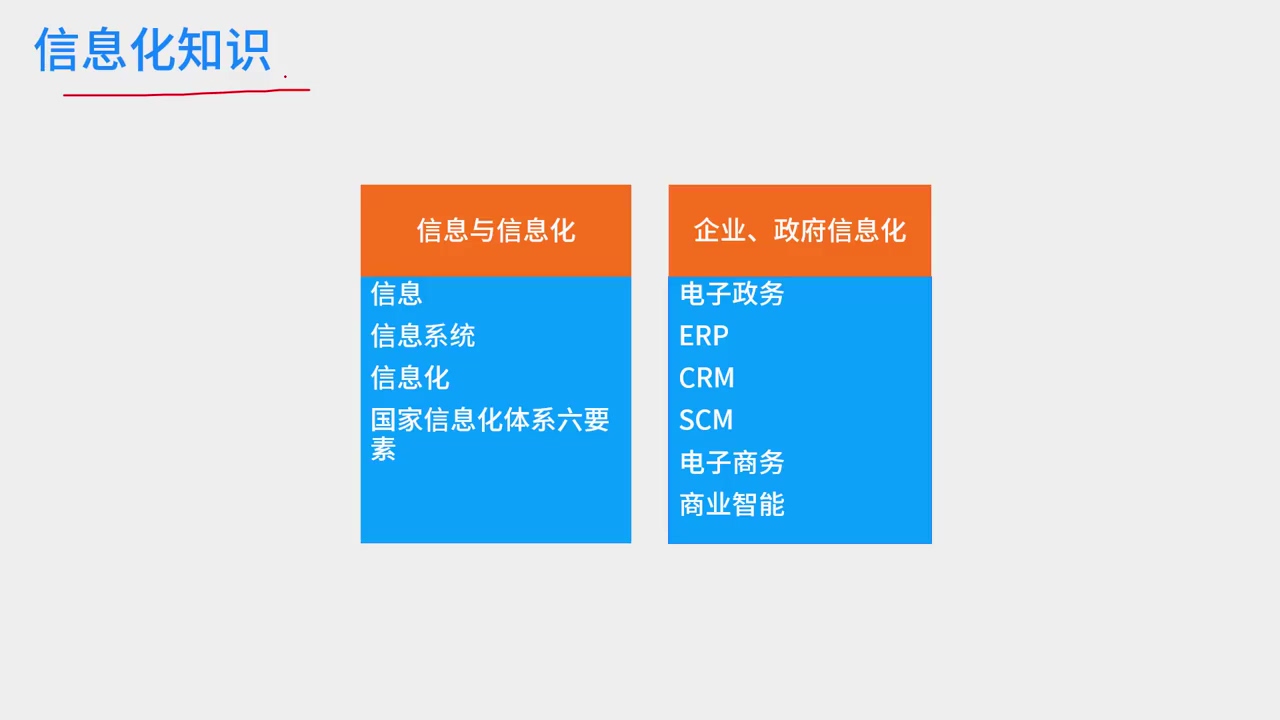 信息化知识
信息与信息化
信息
信息系统
信息化
国家信息化体系六要
素
企业、政府信息化
电子政务
ERP
CRM
SCM
电子商务
商业智能